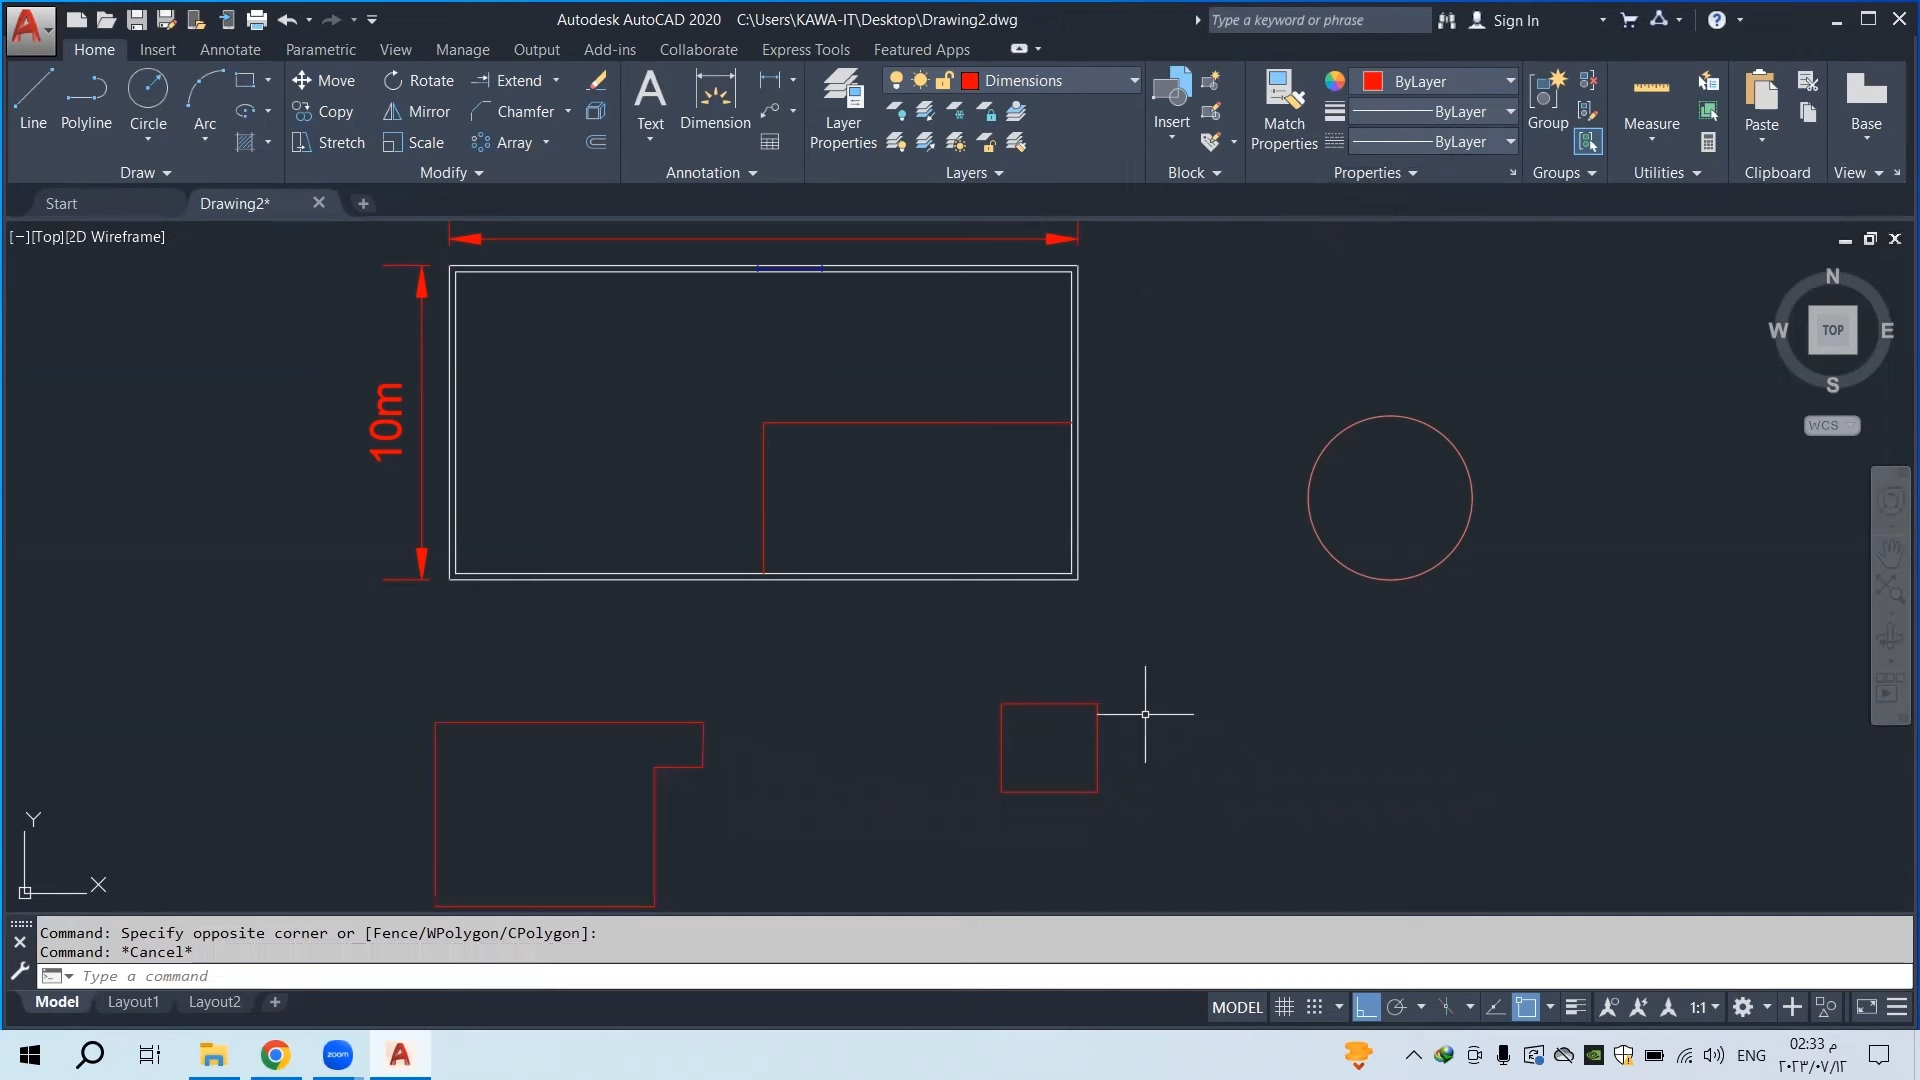 Autodesk AutoCAD 2020 C:\Users\KAWA-IT\Desktop\Drawing2.dwg
Type a keyword or phrase
Sign In
Home Insert Annotate Parametric View Manage Output Add-ins Collaborate Express Tools Featured Apps
Line Polyline Circle Arc
Draw
Move Rotate Extend
Copy Mirror Chamfer
Stretch Scale Array
Modify
Text Dimension
Annotation
Layer Properties
Dimensions
Layers
Insert
Block
Match Properties
ByLayer
ByLayer
ByLayer
Properties
Group
Groups
Measure
Utilities
Paste
Clipboard
Base
View
Start Drawing2*
[−][Top][2D Wireframe]
N
W TOP E
S
WCS
10m
Y
X
Command: Specify opposite corner or [Fence/WPolygon/CPolygon]:
Command: *Cancel*
Type a command
Model Layout1 Layout2
MODEL 1:1
zoom
ENG
02:33 م
٢٠٢٣/٠٧/١٢